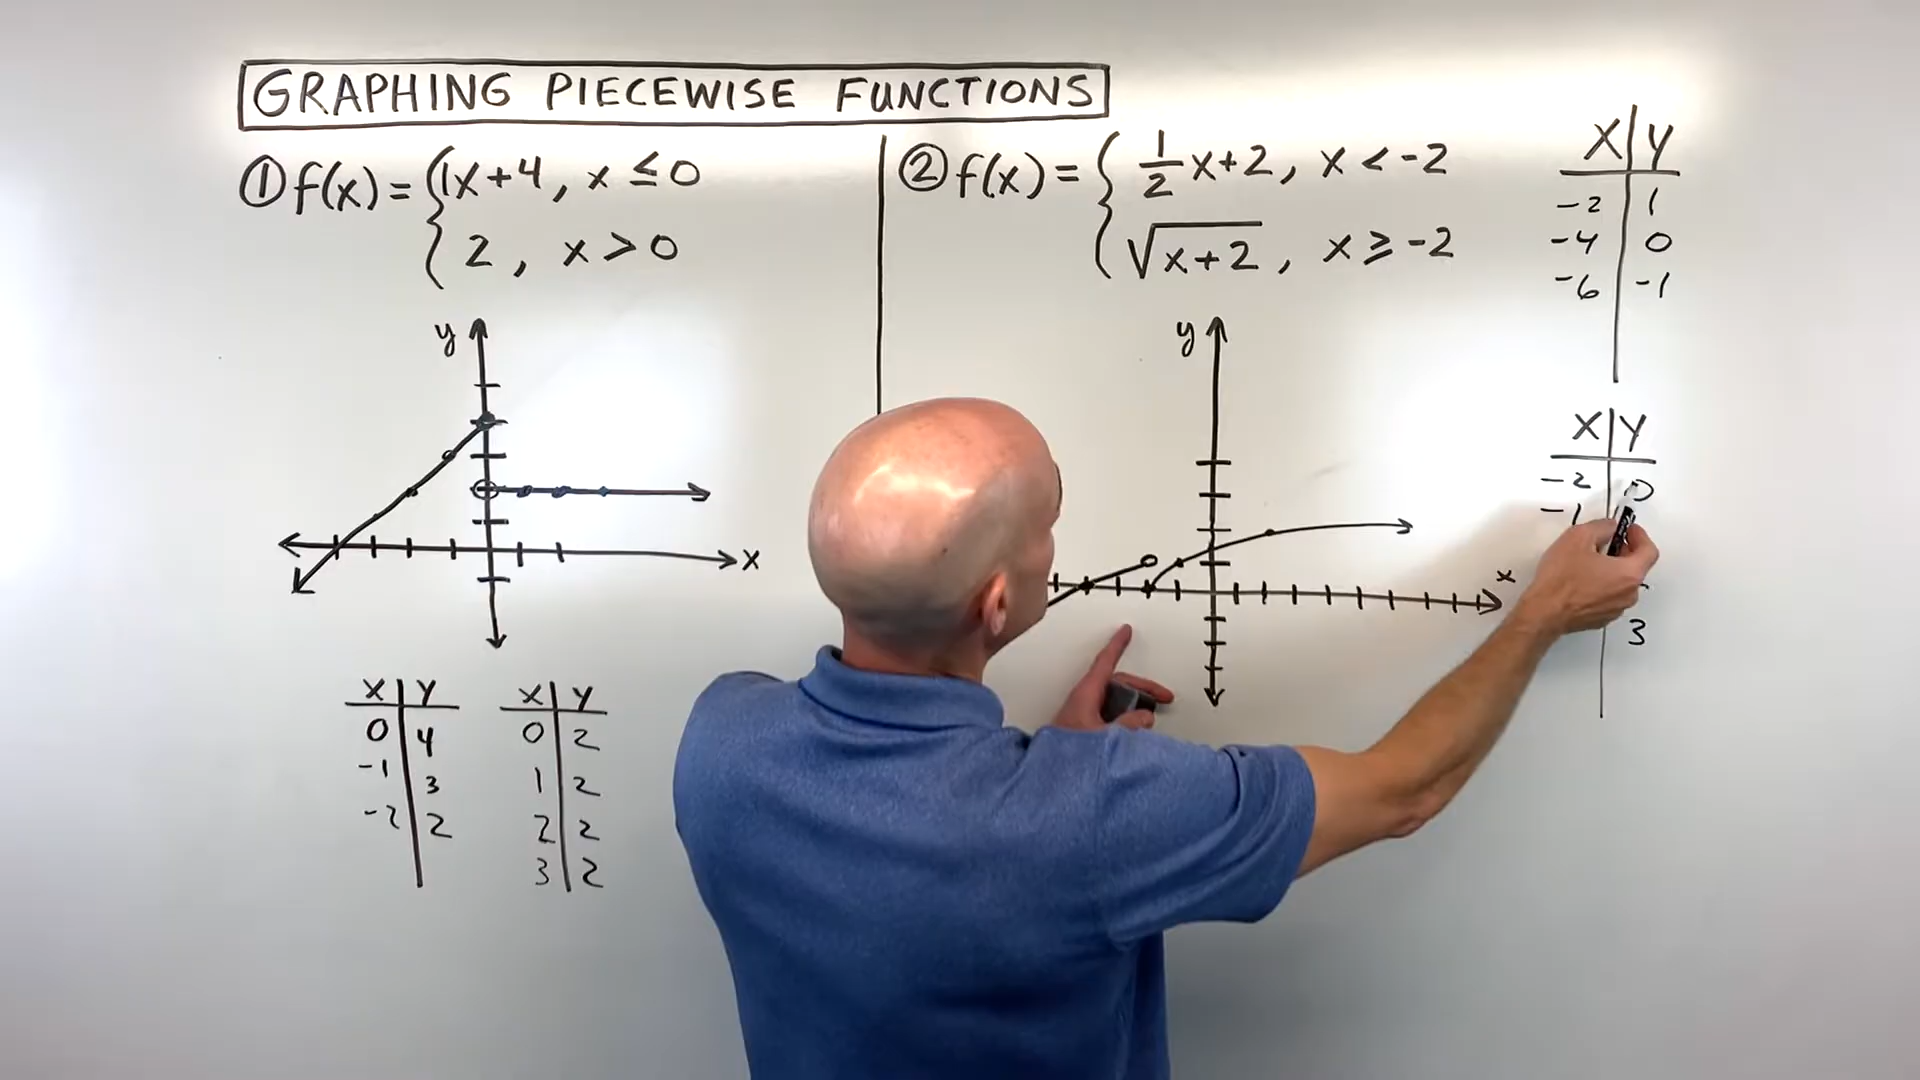 GRAPHING PIECEWISE FUNCTIONS
① f(x) = { 1x+4, x ≤ 0
2, x > 0
y
x
X Y
0 4
-1 3
-2 2
X Y
0 2
1 2
2 2
3 2
② f(x) = { 1/2 x+2, x < -2
√x+2, x ≥ -2
y
x
X Y
-2 1
-4 0
-6 -1
X Y
-2 0
-1
3